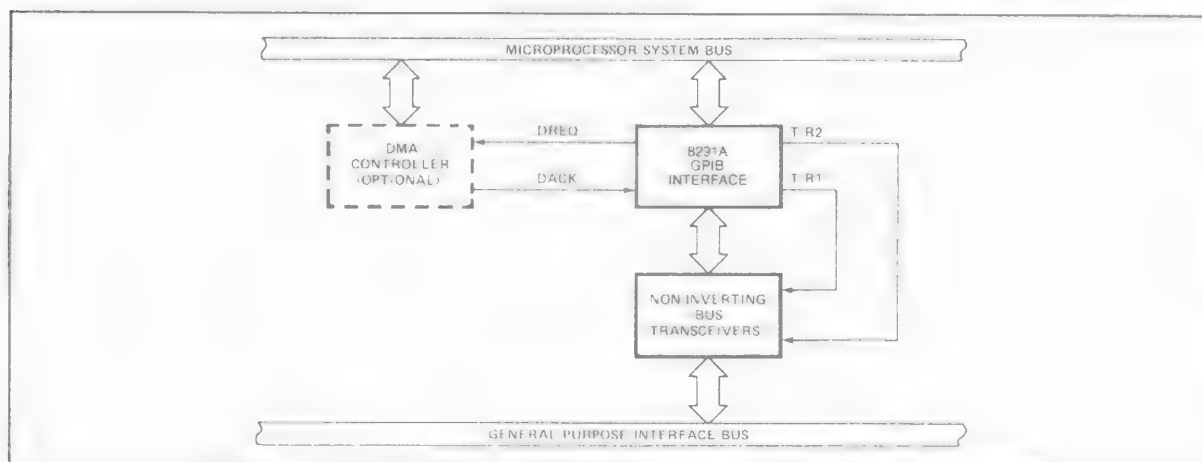 MICROPROCESSOR SYSTEM BUS
DMA
CONTROLLER
(OPTIONAL)
DREQ
DACK
8291A
GPIB
INTERFACE
T R2
T R1
NON INVERTING
BUS
TRANSCEIVERS
GENERAL PURPOSE INTERFACE BUS